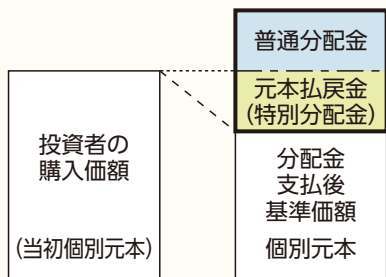 普通分配金
元本払戻金
(特別分配金)
投資者の
購入価額
(当初個別元本)
分配金
支払後
基準価額
個別元本